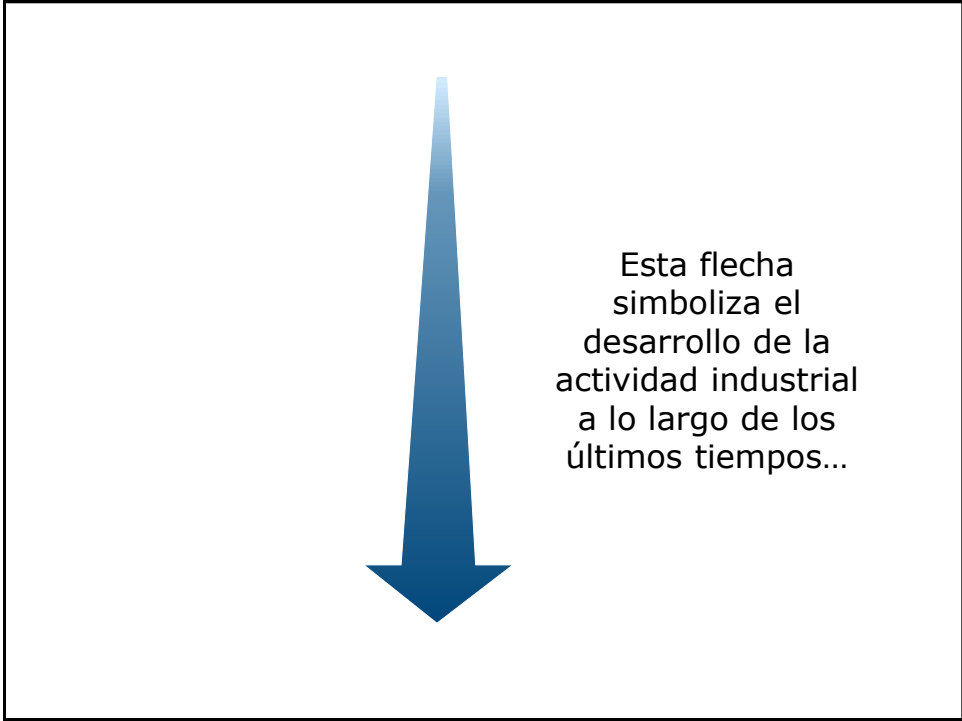 Esta flecha
simboliza el
desarrollo de la
actividad industrial
a lo largo de los
últimos tiempos…